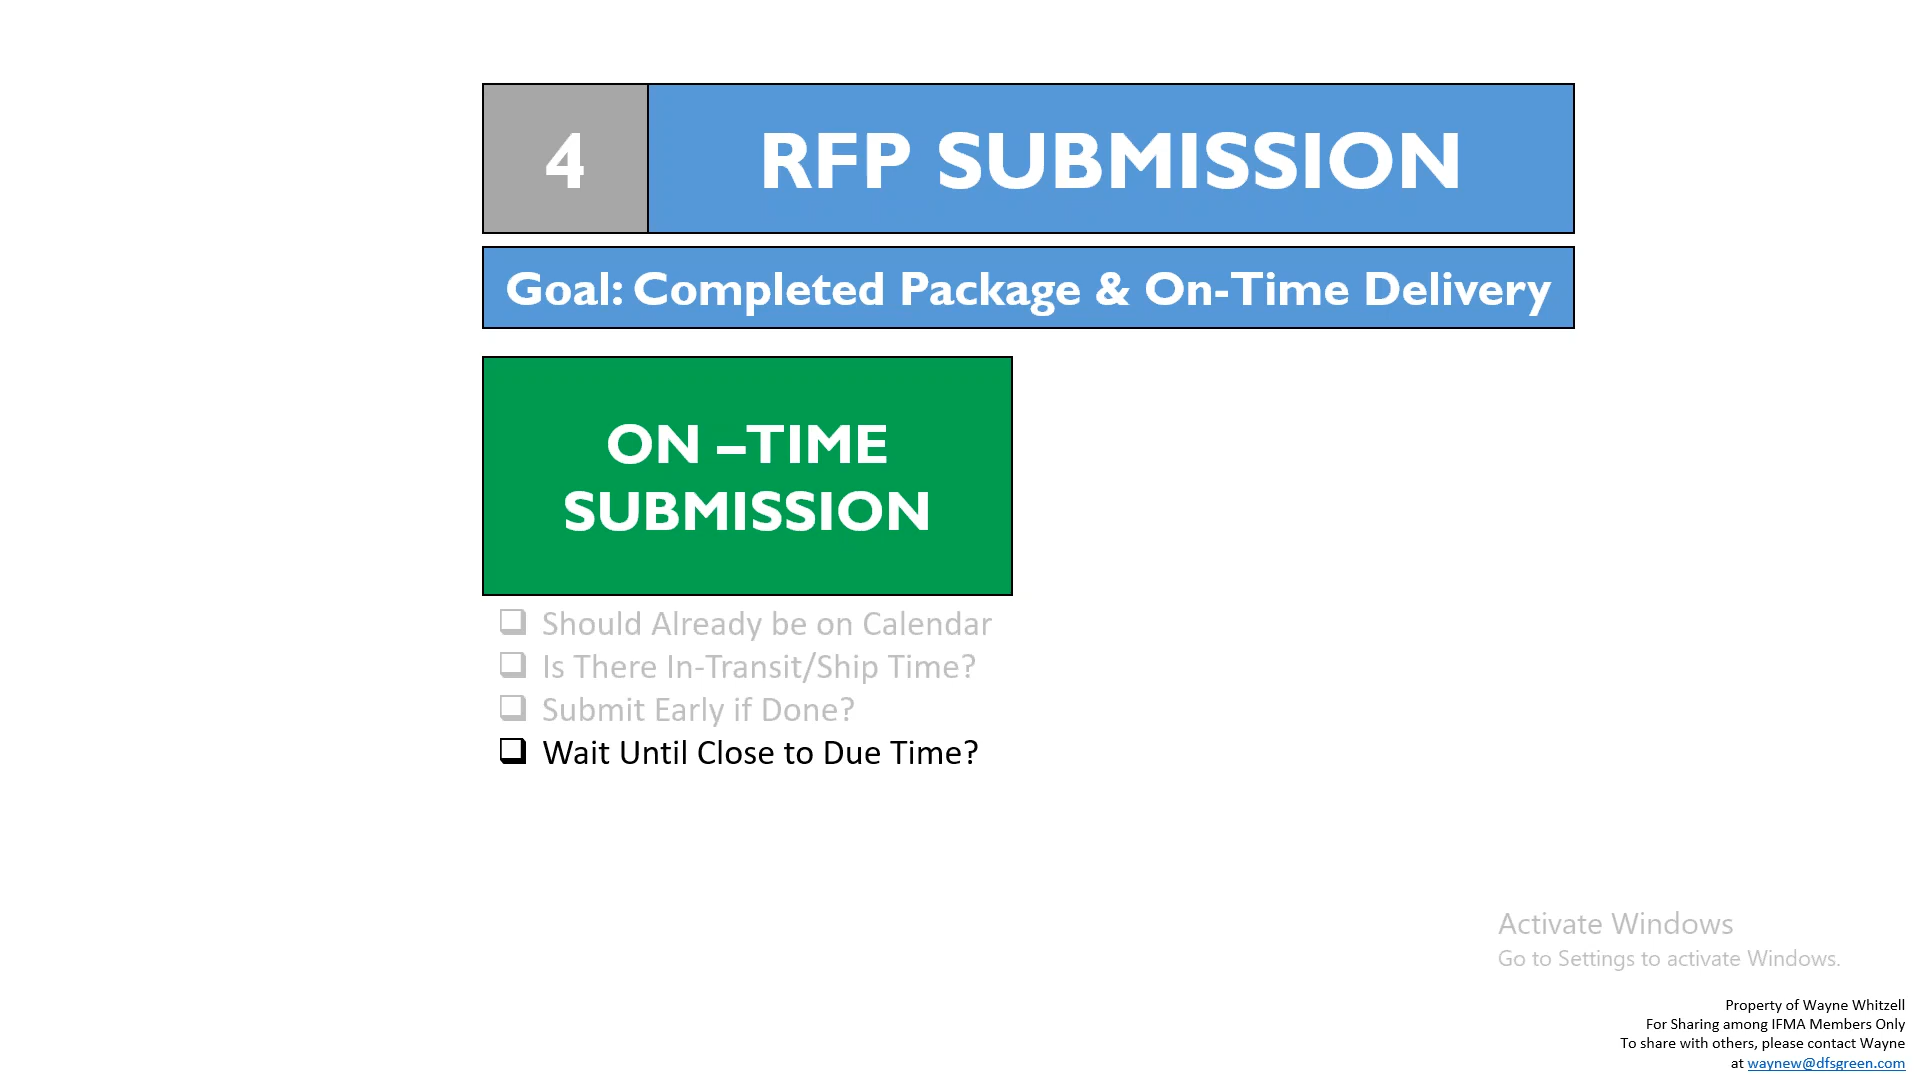 4
RFP SUBMISSION
Goal: Completed Package & On-Time Delivery
ON –TIME
SUBMISSION
❑ Should Already be on Calendar
❑ Is There In-Transit/Ship Time?
❑ Submit Early if Done?
❑ Wait Until Close to Due Time?
Activate Windows
Go to Settings to activate Windows.
Property of Wayne Whitzell
For Sharing among IFMA Members Only
To share with others, please contact Wayne
at waynew@dfsgreen.com